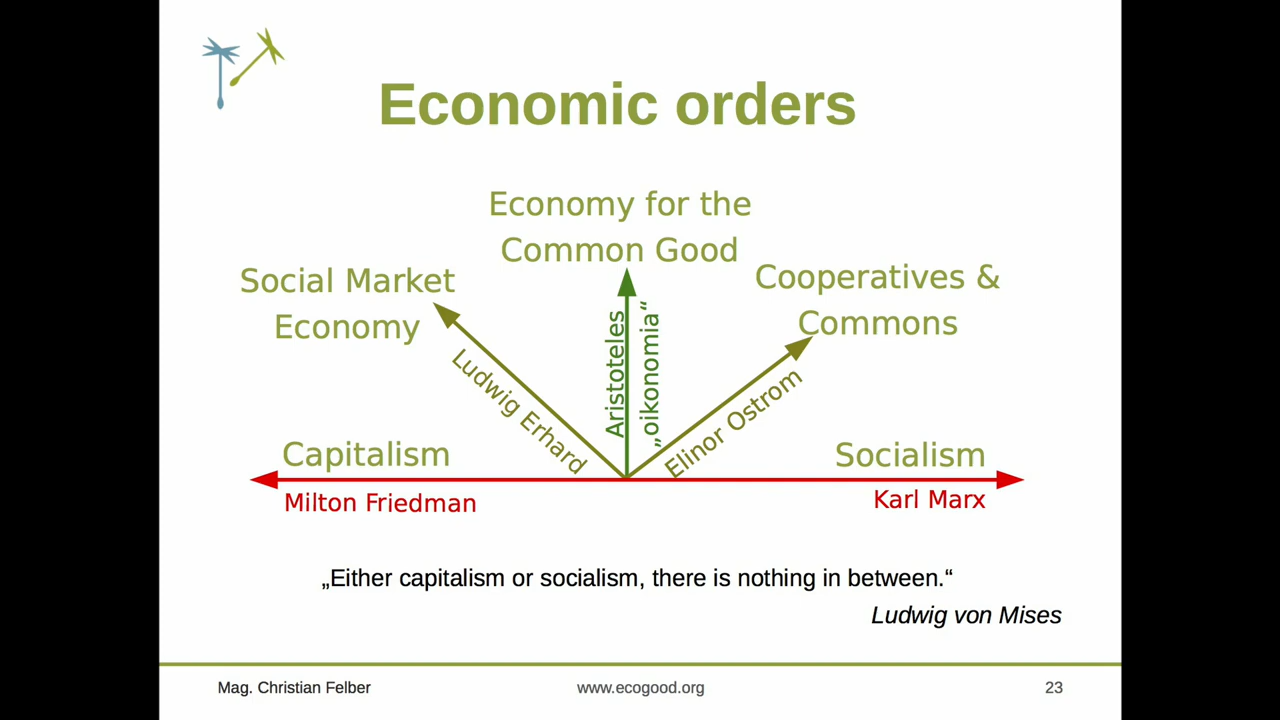 Economic orders
Economy for the
Common Good
Social Market
Economy
Cooperatives &
Commons
Ludwig Erhard
Aristoteles
„oikonomia“
Elinor Ostrom
Capitalism
Socialism
Milton Friedman
Karl Marx
„Either capitalism or socialism, there is nothing in between.“
Ludwig von Mises
Mag. Christian Felber
www.ecogood.org
23